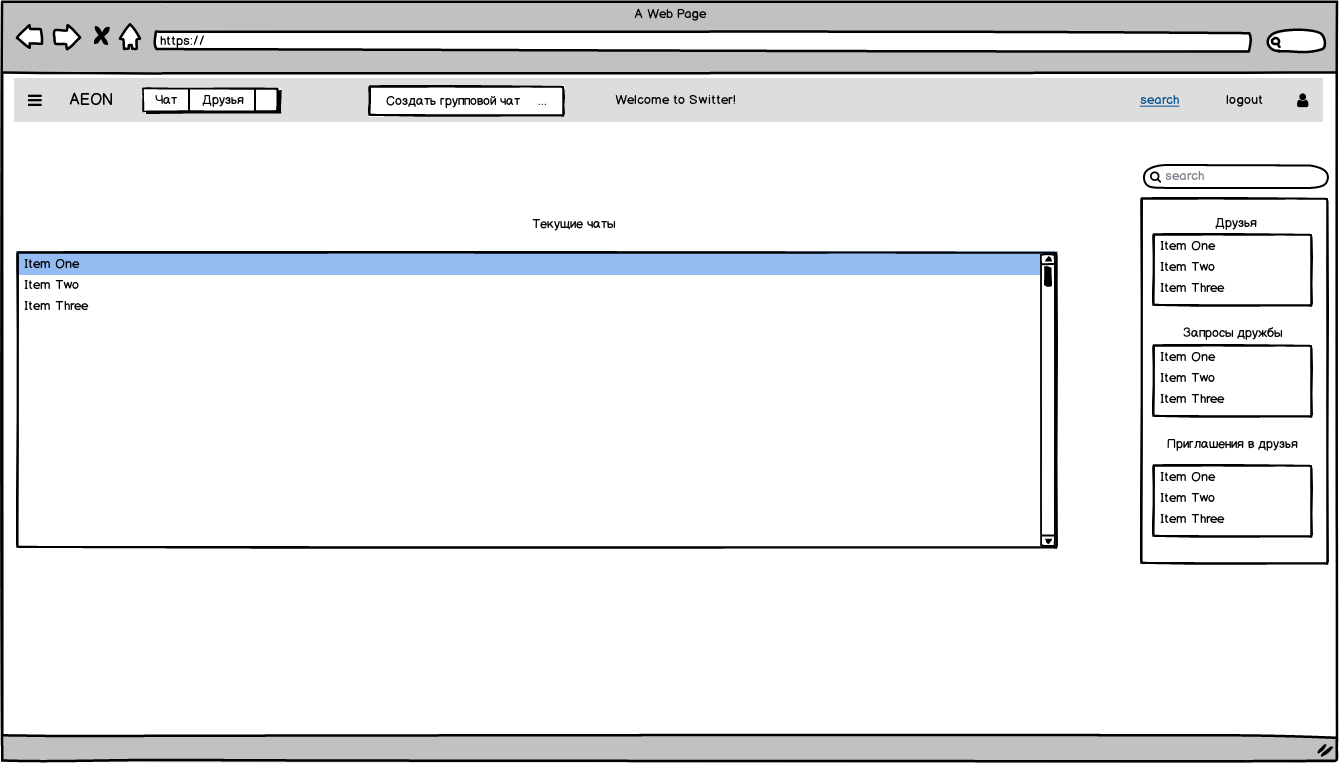 A Web Page
https://
AEON Чат Друзья Создать групповой чат ... Welcome to Switter! search logout
search
Текущие чаты
Item One
Item Two
Item Three
Друзья
Item One
Item Two
Item Three
Запросы дружбы
Item One
Item Two
Item Three
Приглашения в друзья
Item One
Item Two
Item Three